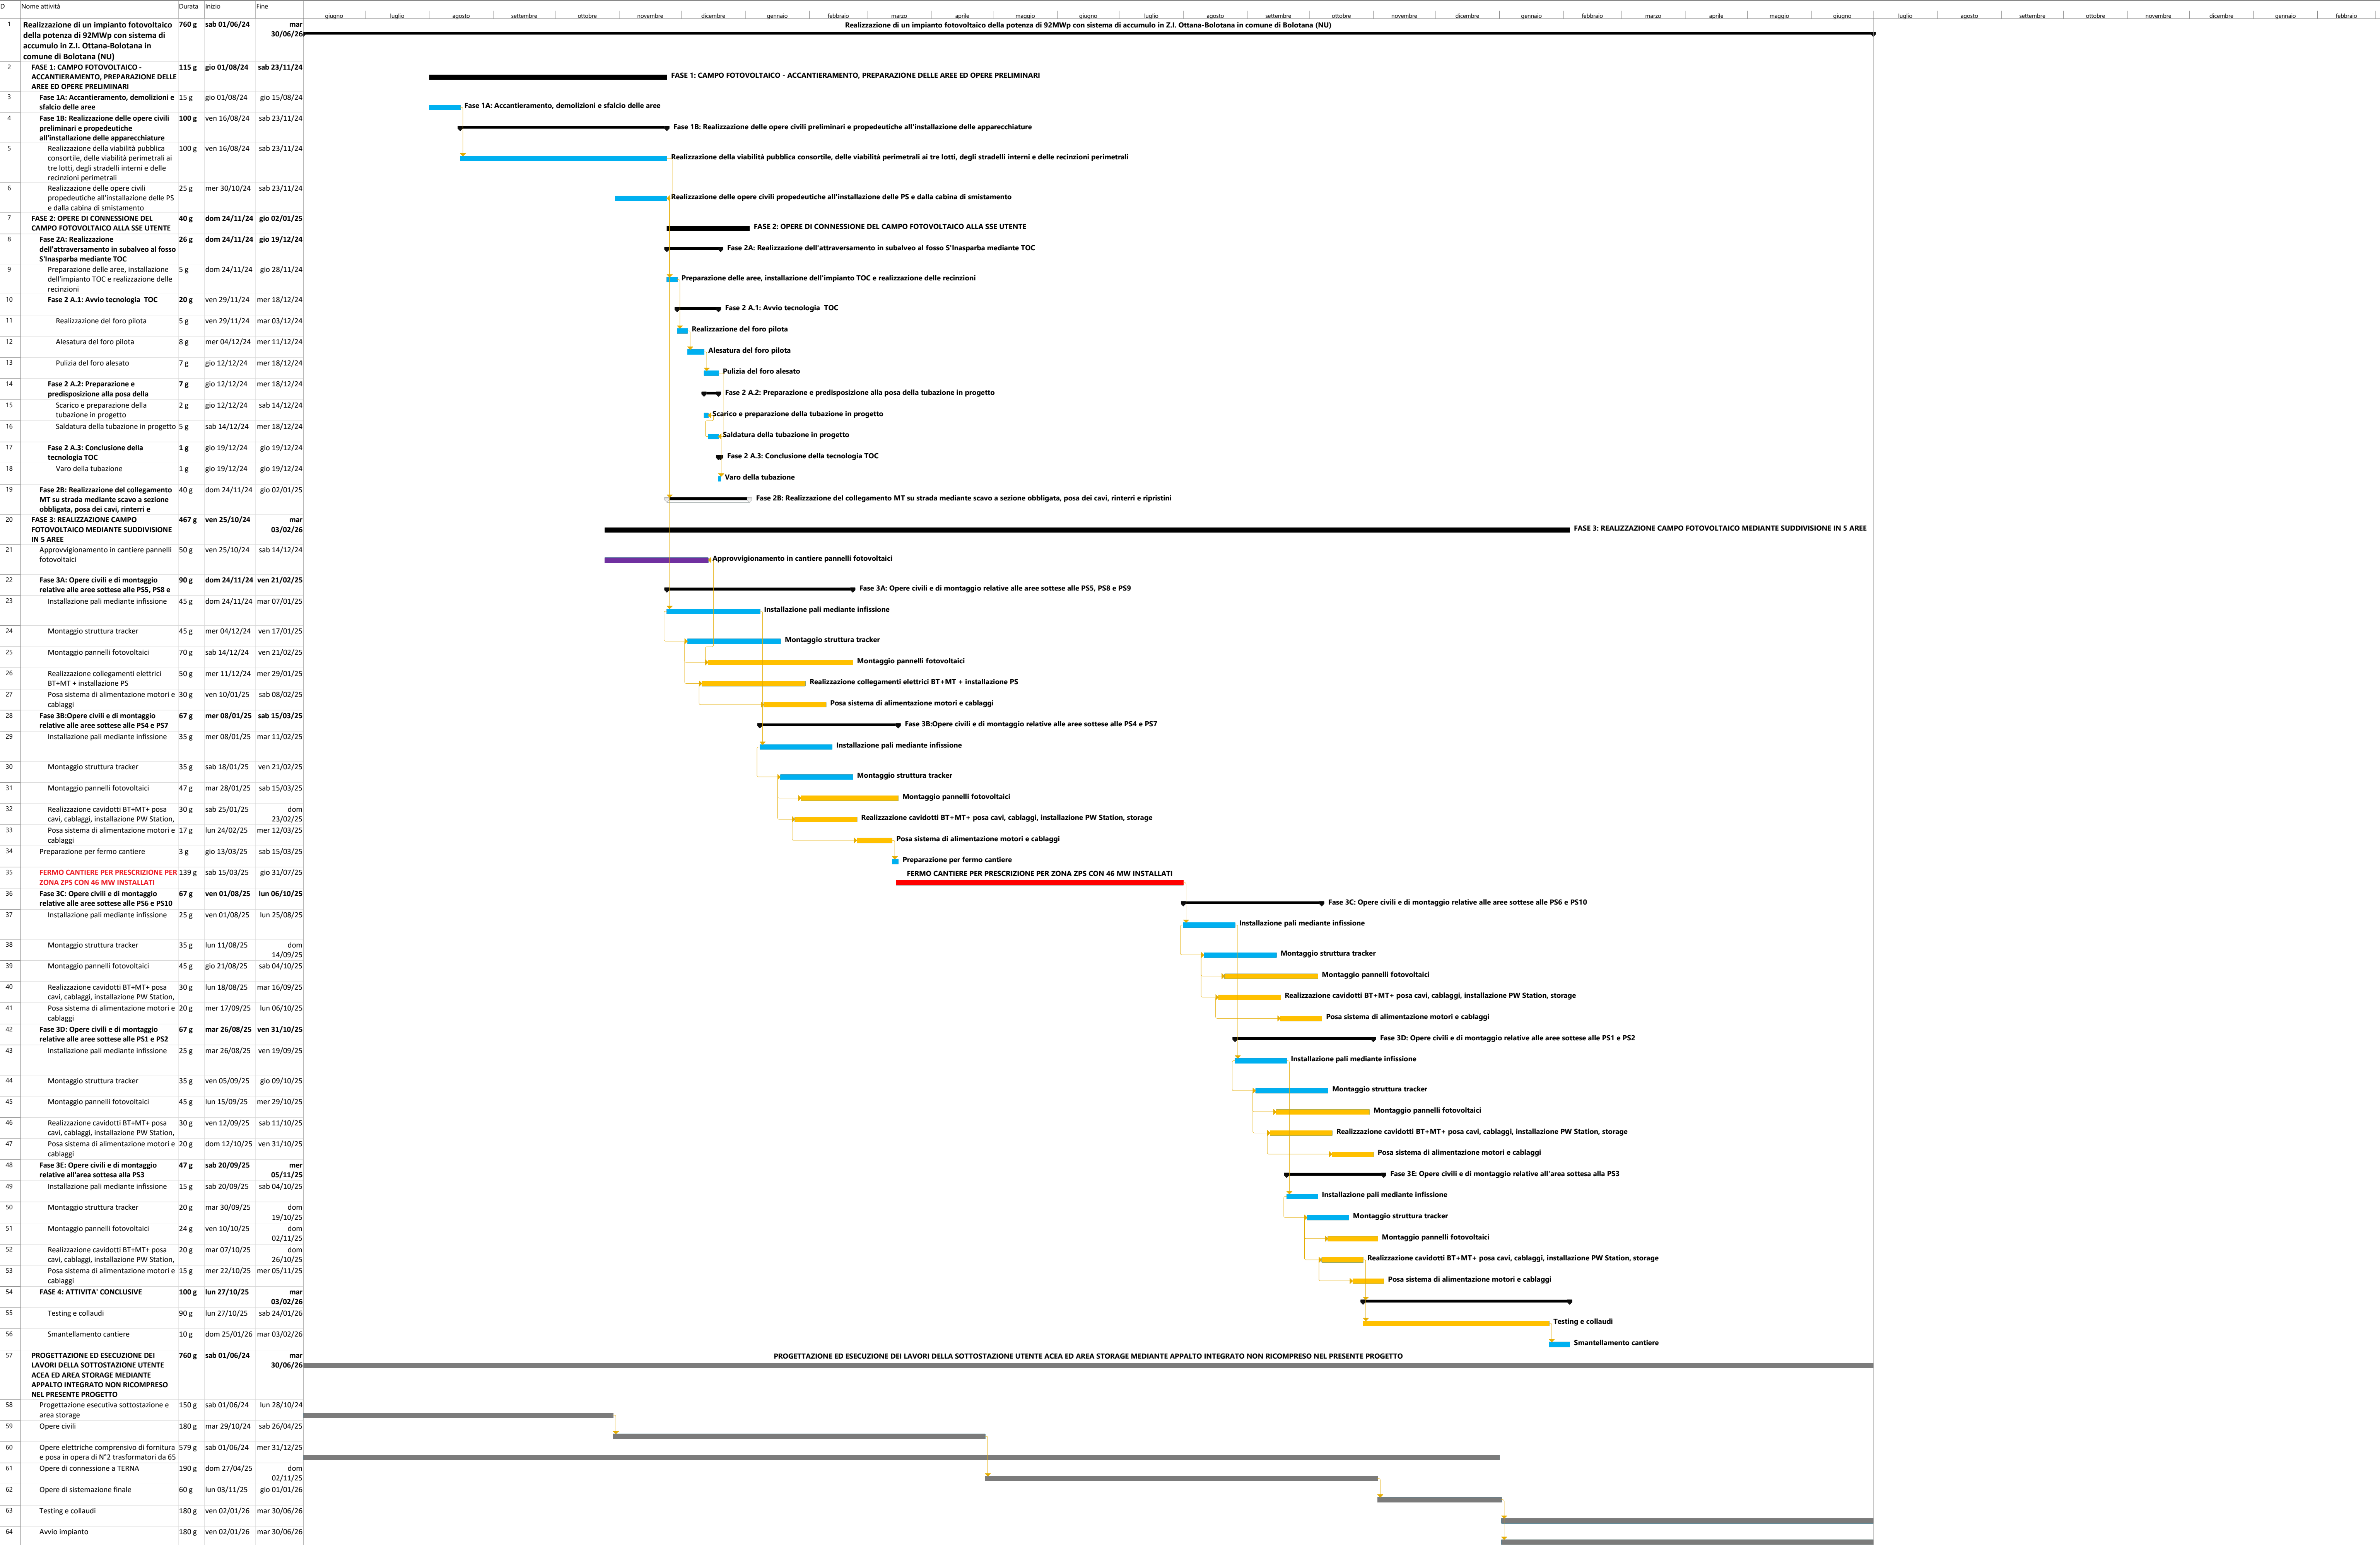 D Nome attività Durata Inizio Fine
giugno luglio agosto settembre ottobre novembre dicembre gennaio febbraio marzo aprile maggio giugno luglio agosto settembre ottobre novembre dicembre gennaio febbraio marzo aprile maggio giugno luglio agosto settembre ottobre novembre dicembre gennaio febbraio
1 Realizzazione di un impianto fotovoltaico 760 g sab 01/06/24 mar
della potenza di 92MWp con sistema di 30/06/26
accumulo in Z.I. Ottana-Bolotana in
comune di Bolotana (NU)
Realizzazione di un impianto fotovoltaico della potenza di 92MWp con sistema di accumulo in Z.I. Ottana-Bolotana in comune di Bolotana (NU)
2 FASE 1: CAMPO FOTOVOLTAICO - 115 g gio 01/08/24 sab 23/11/24
ACCANTIERAMENTO, PREPARAZIONE DELLE
AREE ED OPERE PRELIMINARI
FASE 1: CAMPO FOTOVOLTAICO - ACCANTIERAMENTO, PREPARAZIONE DELLE AREE ED OPERE PRELIMINARI
3 Fase 1A: Accantieramento, demolizioni e 15 g gio 01/08/24 gio 15/08/24
sfalcio delle aree
Fase 1A: Accantieramento, demolizioni e sfalcio delle aree
4 Fase 1B: Realizzazione delle opere civili 100 g ven 16/08/24 sab 23/11/24
preliminari e propedeutiche
all'installazione delle apparecchiature
Fase 1B: Realizzazione delle opere civili preliminari e propedeutiche all'installazione delle apparecchiature
5 Realizzazione della viabilità pubblica 100 g ven 16/08/24 sab 23/11/24
consortile, delle viabilità perimetrali ai
tre lotti, degli stradelli interni e delle
recinzioni perimetrali
Realizzazione della viabilità pubblica consortile, delle viabilità perimetrali ai tre lotti, degli stradelli interni e delle recinzioni perimetrali
6 Realizzazione delle opere civili 25 g mer 30/10/24 sab 23/11/24
propedeutiche all'installazione delle PS
e dalla cabina di smistamento
Realizzazione delle opere civili propedeutiche all'installazione delle PS e dalla cabina di smistamento
7 FASE 2: OPERE DI CONNESSIONE DEL 40 g dom 24/11/24 gio 02/01/25
CAMPO FOTOVOLTAICO ALLA SSE UTENTE
FASE 2: OPERE DI CONNESSIONE DEL CAMPO FOTOVOLTAICO ALLA SSE UTENTE
8 Fase 2A: Realizzazione 26 g dom 24/11/24 gio 19/12/24
dell'attraversamento in subalveo al fosso
S'Inasparba mediante TOC
Fase 2A: Realizzazione dell'attraversamento in subalveo al fosso S'Inasparba mediante TOC
9 Preparazione delle aree, installazione 5 g dom 24/11/24 gio 28/11/24
dell'impianto TOC e realizzazione delle
recinzioni
Preparazione delle aree, installazione dell'impianto TOC e realizzazione delle recinzioni
10 Fase 2 A.1: Avvio tecnologia TOC 20 g ven 29/11/24 mer 18/12/24
Fase 2 A.1: Avvio tecnologia TOC
11 Realizzazione del foro pilota 5 g ven 29/11/24 mar 03/12/24
Realizzazione del foro pilota
12 Alesatura del foro pilota 8 g mer 04/12/24 mer 11/12/24
Alesatura del foro pilota
13 Pulizia del foro alesato 7 g gio 12/12/24 mer 18/12/24
Pulizia del foro alesato
14 Fase 2 A.2: Preparazione e 7 g gio 12/12/24 mer 18/12/24
predisposizione alla posa della
Fase 2 A.2: Preparazione e predisposizione alla posa della tubazione in progetto
15 Scarico e preparazione della 2 g gio 12/12/24 sab 14/12/24
tubazione in progetto
Scarico e preparazione della tubazione in progetto
16 Saldatura della tubazione in progetto 5 g sab 14/12/24 mer 18/12/24
Saldatura della tubazione in progetto
17 Fase 2 A.3: Conclusione della 1 g gio 19/12/24 gio 19/12/24
tecnologia TOC
Fase 2 A.3: Conclusione della tecnologia TOC
18 Varo della tubazione 1 g gio 19/12/24 gio 19/12/24
Varo della tubazione
19 Fase 2B: Realizzazione del collegamento 40 g dom 24/11/24 gio 02/01/25
MT su strada mediante scavo a sezione
obbligata, posa dei cavi, rinterri e
Fase 2B: Realizzazione del collegamento MT su strada mediante scavo a sezione obbligata, posa dei cavi, rinterri e ripristini
20 FASE 3: REALIZZAZIONE CAMPO 467 g ven 25/10/24 mar
FOTOVOLTAICO MEDIANTE SUDDIVISIONE 03/02/26
IN 5 AREE
FASE 3: REALIZZAZIONE CAMPO FOTOVOLTAICO MEDIANTE SUDDIVISIONE IN 5 AREE
21 Approvvigionamento in cantiere pannelli 50 g ven 25/10/24 sab 14/12/24
fotovoltaici
Approvvigionamento in cantiere pannelli fotovoltaici
22 Fase 3A: Opere civili e di montaggio 90 g dom 24/11/24 ven 21/02/25
relative alle aree sottese alle PS5, PS8 e
Fase 3A: Opere civili e di montaggio relative alle aree sottese alle PS5, PS8 e PS9
23 Installazione pali mediante infissione 45 g dom 24/11/24 mar 07/01/25
Installazione pali mediante infissione
24 Montaggio struttura tracker 45 g mer 04/12/24 ven 17/01/25
Montaggio struttura tracker
25 Montaggio pannelli fotovoltaici 70 g sab 14/12/24 ven 21/02/25
Montaggio pannelli fotovoltaici
26 Realizzazione collegamenti elettrici 50 g mer 11/12/24 mer 29/01/25
BT+MT + installazione PS
Realizzazione collegamenti elettrici BT+MT + installazione PS
27 Posa sistema di alimentazione motori e 30 g ven 10/01/25 sab 08/02/25
cablaggi
Posa sistema di alimentazione motori e cablaggi
28 Fase 3B:Opere civili e di montaggio 67 g mer 08/01/25 sab 15/03/25
relative alle aree sottese alle PS4 e PS7
Fase 3B:Opere civili e di montaggio relative alle aree sottese alle PS4 e PS7
29 Installazione pali mediante infissione 35 g mer 08/01/25 mar 11/02/25
Installazione pali mediante infissione
30 Montaggio struttura tracker 35 g sab 18/01/25 ven 21/02/25
Montaggio struttura tracker
31 Montaggio pannelli fotovoltaici 47 g mar 28/01/25 sab 15/03/25
Montaggio pannelli fotovoltaici
32 Realizzazione cavidotti BT+MT+ posa 30 g sab 25/01/25 dom
cavi, cablaggi, installazione PW Station, 23/02/25
Realizzazione cavidotti BT+MT+ posa cavi, cablaggi, installazione PW Station, storage
33 Posa sistema di alimentazione motori e 17 g lun 24/02/25 mer 12/03/25
cablaggi
Posa sistema di alimentazione motori e cablaggi
34 Preparazione per fermo cantiere 3 g gio 13/03/25 sab 15/03/25
Preparazione per fermo cantiere
35 FERMO CANTIERE PER PRESCRIZIONE PER 139 g sab 15/03/25 gio 31/07/25
ZONA ZPS CON 46 MW INSTALLATI
FERMO CANTIERE PER PRESCRIZIONE PER ZONA ZPS CON 46 MW INSTALLATI
36 Fase 3C: Opere civili e di montaggio 67 g ven 01/08/25 lun 06/10/25
relative alle aree sottese alle PS6 e PS10
Fase 3C: Opere civili e di montaggio relative alle aree sottese alle PS6 e PS10
37 Installazione pali mediante infissione 25 g ven 01/08/25 lun 25/08/25
Installazione pali mediante infissione
38 Montaggio struttura tracker 35 g lun 11/08/25 dom
14/09/25
Montaggio struttura tracker
39 Montaggio pannelli fotovoltaici 45 g gio 21/08/25 sab 04/10/25
Montaggio pannelli fotovoltaici
40 Realizzazione cavidotti BT+MT+ posa 30 g lun 18/08/25 mar 16/09/25
cavi, cablaggi, installazione PW Station,
Realizzazione cavidotti BT+MT+ posa cavi, cablaggi, installazione PW Station, storage
41 Posa sistema di alimentazione motori e 20 g mer 17/09/25 lun 06/10/25
cablaggi
Posa sistema di alimentazione motori e cablaggi
42 Fase 3D: Opere civili e di montaggio 67 g mar 26/08/25 ven 31/10/25
relative alle aree sottese alle PS1 e PS2
Fase 3D: Opere civili e di montaggio relative alle aree sottese alle PS1 e PS2
43 Installazione pali mediante infissione 25 g mar 26/08/25 ven 19/09/25
Installazione pali mediante infissione
44 Montaggio struttura tracker 35 g ven 05/09/25 gio 09/10/25
Montaggio struttura tracker
45 Montaggio pannelli fotovoltaici 45 g lun 15/09/25 mer 29/10/25
Montaggio pannelli fotovoltaici
46 Realizzazione cavidotti BT+MT+ posa 30 g ven 12/09/25 sab 11/10/25
cavi, cablaggi, installazione PW Station,
Realizzazione cavidotti BT+MT+ posa cavi, cablaggi, installazione PW Station, storage
47 Posa sistema di alimentazione motori e 20 g dom 12/10/25 ven 31/10/25
cablaggi
Posa sistema di alimentazione motori e cablaggi
48 Fase 3E: Opere civili e di montaggio 47 g sab 20/09/25 mer
relative all'area sottesa alla PS3 05/11/25
Fase 3E: Opere civili e di montaggio relative all'area sottesa alla PS3
49 Installazione pali mediante infissione 15 g sab 20/09/25 sab 04/10/25
Installazione pali mediante infissione
50 Montaggio struttura tracker 20 g mar 30/09/25 dom
19/10/25
Montaggio struttura tracker
51 Montaggio pannelli fotovoltaici 24 g ven 10/10/25 dom
02/11/25
Montaggio pannelli fotovoltaici
52 Realizzazione cavidotti BT+MT+ posa 20 g mar 07/10/25 dom
cavi, cablaggi, installazione PW Station, 26/10/25
Realizzazione cavidotti BT+MT+ posa cavi, cablaggi, installazione PW Station, storage
53 Posa sistema di alimentazione motori e 15 g mer 22/10/25 mer 05/11/25
cablaggi
Posa sistema di alimentazione motori e cablaggi
54 FASE 4: ATTIVITA' CONCLUSIVE 100 g lun 27/10/25 mar
03/02/26
55 Testing e collaudi 90 g lun 27/10/25 sab 24/01/26
Testing e collaudi
56 Smantellamento cantiere 10 g dom 25/01/26 mar 03/02/26
Smantellamento cantiere
57 PROGETTAZIONE ED ESECUZIONE DEI 760 g sab 01/06/24 mar
LAVORI DELLA SOTTOSTAZIONE UTENTE 30/06/26
ACEA ED AREA STORAGE MEDIANTE
APPALTO INTEGRATO NON RICOMPRESO
NEL PRESENTE PROGETTO
PROGETTAZIONE ED ESECUZIONE DEI LAVORI DELLA SOTTOSTAZIONE UTENTE ACEA ED AREA STORAGE MEDIANTE APPALTO INTEGRATO NON RICOMPRESO NEL PRESENTE PROGETTO
58 Progettazione esecutiva sottostazione e 150 g sab 01/06/24 lun 28/10/24
area storage
59 Opere civili 180 g mar 29/10/24 sab 26/04/25
60 Opere elettriche comprensivo di fornitura 579 g sab 01/06/24 mer 31/12/25
e posa in opera di N°2 trasformatori da 65
61 Opere di connessione a TERNA 190 g dom 27/04/25 dom
02/11/25
62 Opere di sistemazione finale 60 g lun 03/11/25 gio 01/01/26
63 Testing e collaudi 180 g ven 02/01/26 mar 30/06/26
64 Avvio impianto 180 g ven 02/01/26 mar 30/06/26